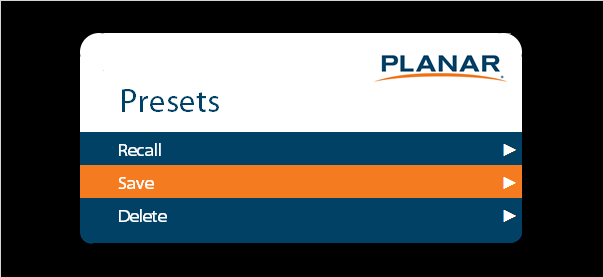 PLANAR
Presets
Recall
Save
Delete